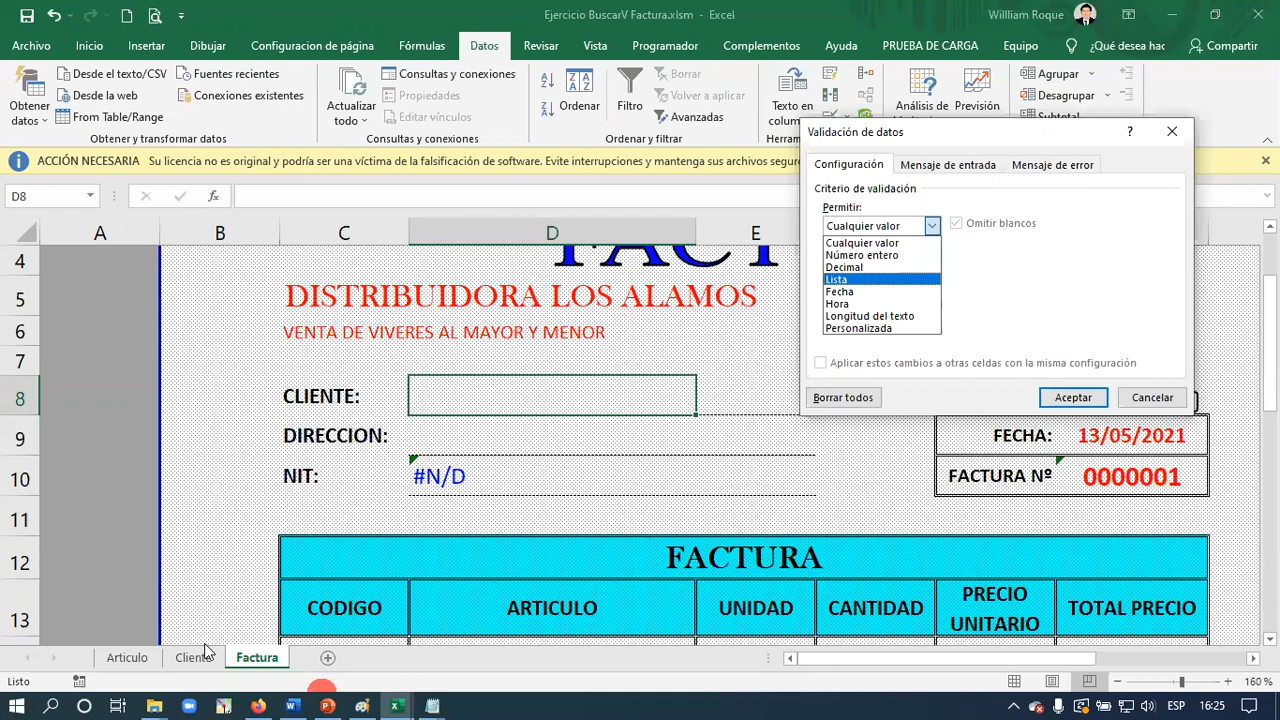 Ejercicio BuscarV Factura.xlsm - Excel
Willliam Roque
Archivo Inicio Insertar Dibujar Configuracion de página Fórmulas Datos Revisar Vista Programador Complementos Ayuda PRUEBA DE CARGA Equipo ¿Qué desea hac Compartir
Desde el texto/CSV Fuentes recientes
Desde la web Conexiones existentes
From Table/Range
Obtener
datos
Obtener y transformar datos
Actualizar
todo
Consultas y conexiones
Propiedades
Editar vínculos
Consultas y conexiones
Ordenar
Filtro
Borrar
Volver a aplicar
Avanzadas
Ordenar y filtrar
Texto en
colum
Análisis de
Previsión
Agrupar
Desagrupar
Subtotal
ACCIÓN NECESARIA Su licencia no es original y podría ser una víctima de la falsificación de software. Evite interrupciones y mantenga sus archivos segu
D8
fx
A B C D E
4
5
6
7
8
9
10
11
12
13
FACT
DISTRIBUIDORA LOS ALAMOS
VENTA DE VIVERES AL MAYOR Y MENOR
CLIENTE:
DIRECCION:
FECHA: 13/05/2021
NIT: #N/D
FACTURA Nº 0000001
FACTURA
CODIGO ARTICULO UNIDAD CANTIDAD PRECIO UNITARIO TOTAL PRECIO
Validación de datos
?
Configuración Mensaje de entrada Mensaje de error
Criterio de validación
Permitir:
Cualquier valor
Omitir blancos
Cualquier valor
Número entero
Decimal
Lista
Fecha
Hora
Longitud del texto
Personalizada
Aplicar estos cambios a otras celdas con la misma configuración
Borrar todos Aceptar Cancelar
Articulo Cliente Factura
Listo
160 %
ESP 16:25